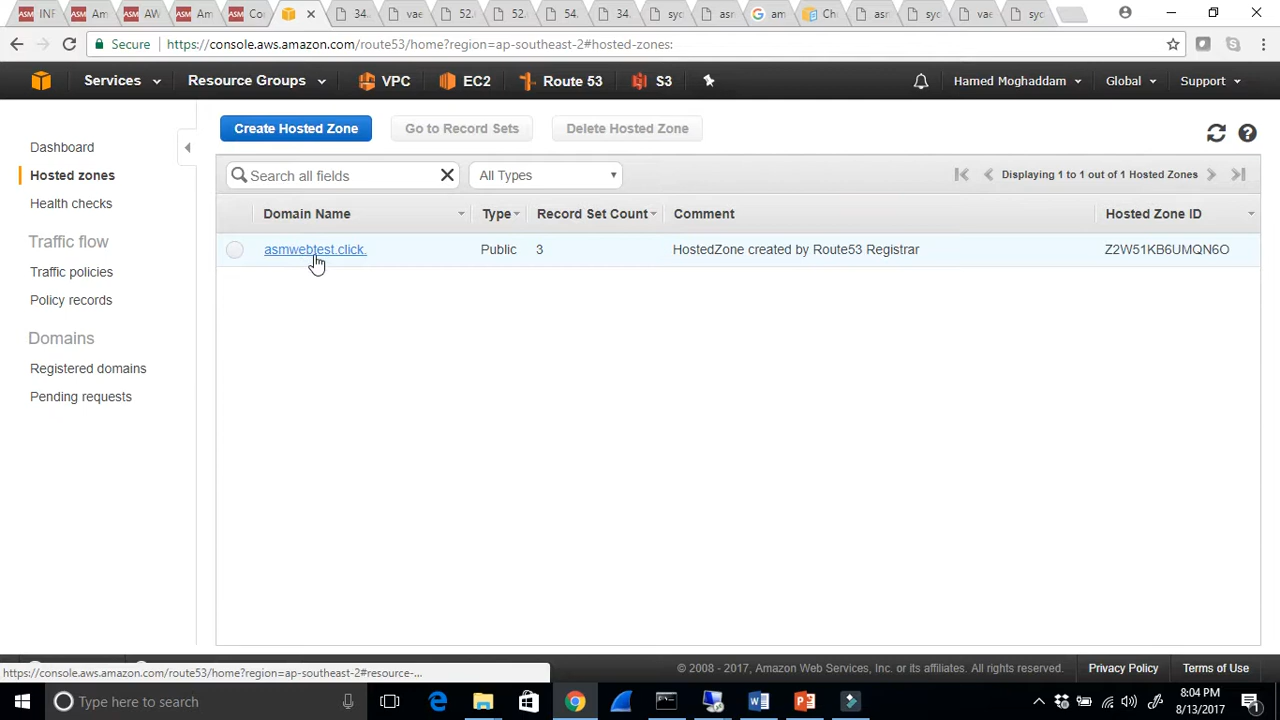 INF
Am
AW
Am
Co
34.
vae
52.
52.
54.
34.
syc
ass
am
Ch
asr
syc
vae
syc
Secure
https://console.aws.amazon.com/route53/home?region=ap-southeast-2#hosted-zones:
Services
Resource Groups
VPC
EC2
Route 53
S3
Hamed Moghaddam
Global
Support
Dashboard
Hosted zones
Health checks
Traffic flow
Traffic policies
Policy records
Domains
Registered domains
Pending requests
Create Hosted Zone
Go to Record Sets
Delete Hosted Zone
Search all fields
All Types
Displaying 1 to 1 out of 1 Hosted Zones
Domain Name
Type
Record Set Count
Comment
Hosted Zone ID
asmwebtest.click.
Public
3
HostedZone created by Route53 Registrar
Z2W51KB6UMQN6O
https://console.aws.amazon.com/route53/home?region=ap-southeast-2#resource-...
© 2008 - 2017, Amazon Web Services, Inc. or its affiliates. All rights reserved.
Privacy Policy
Terms of Use
Type here to search
8:04 PM
8/13/2017